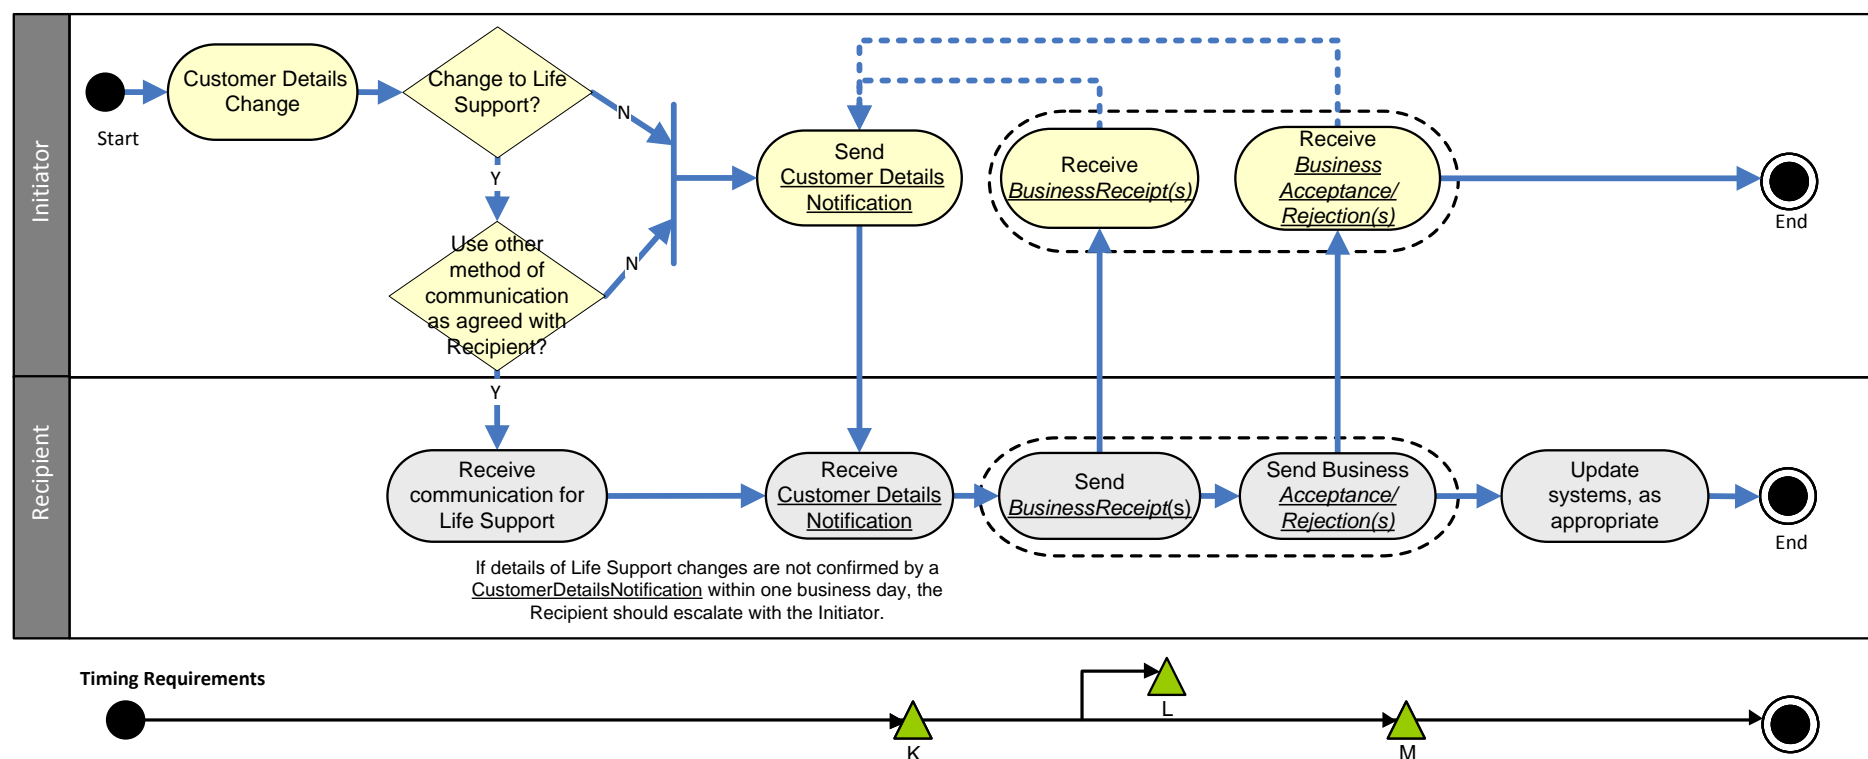 Initiator
Start
Customer Details
Change
Change to Life
Support?
N
Y
Use other
method of
communication
as agreed with
Recipient?
N
Y
Send
Customer Details
Notification
Receive
BusinessReceipt(s)
Receive
Business
Acceptance/
Rejection(s)
End
Recipient
Receive
communication for
Life Support
Receive
Customer Details
Notification
Send
BusinessReceipt(s)
Send Business
Acceptance/
Rejection(s)
Update
systems, as
appropriate
End
If details of Life Support changes are not confirmed by a
CustomerDetailsNotification within one business day, the
Recipient should escalate with the Initiator.
Timing Requirements
K
L
M